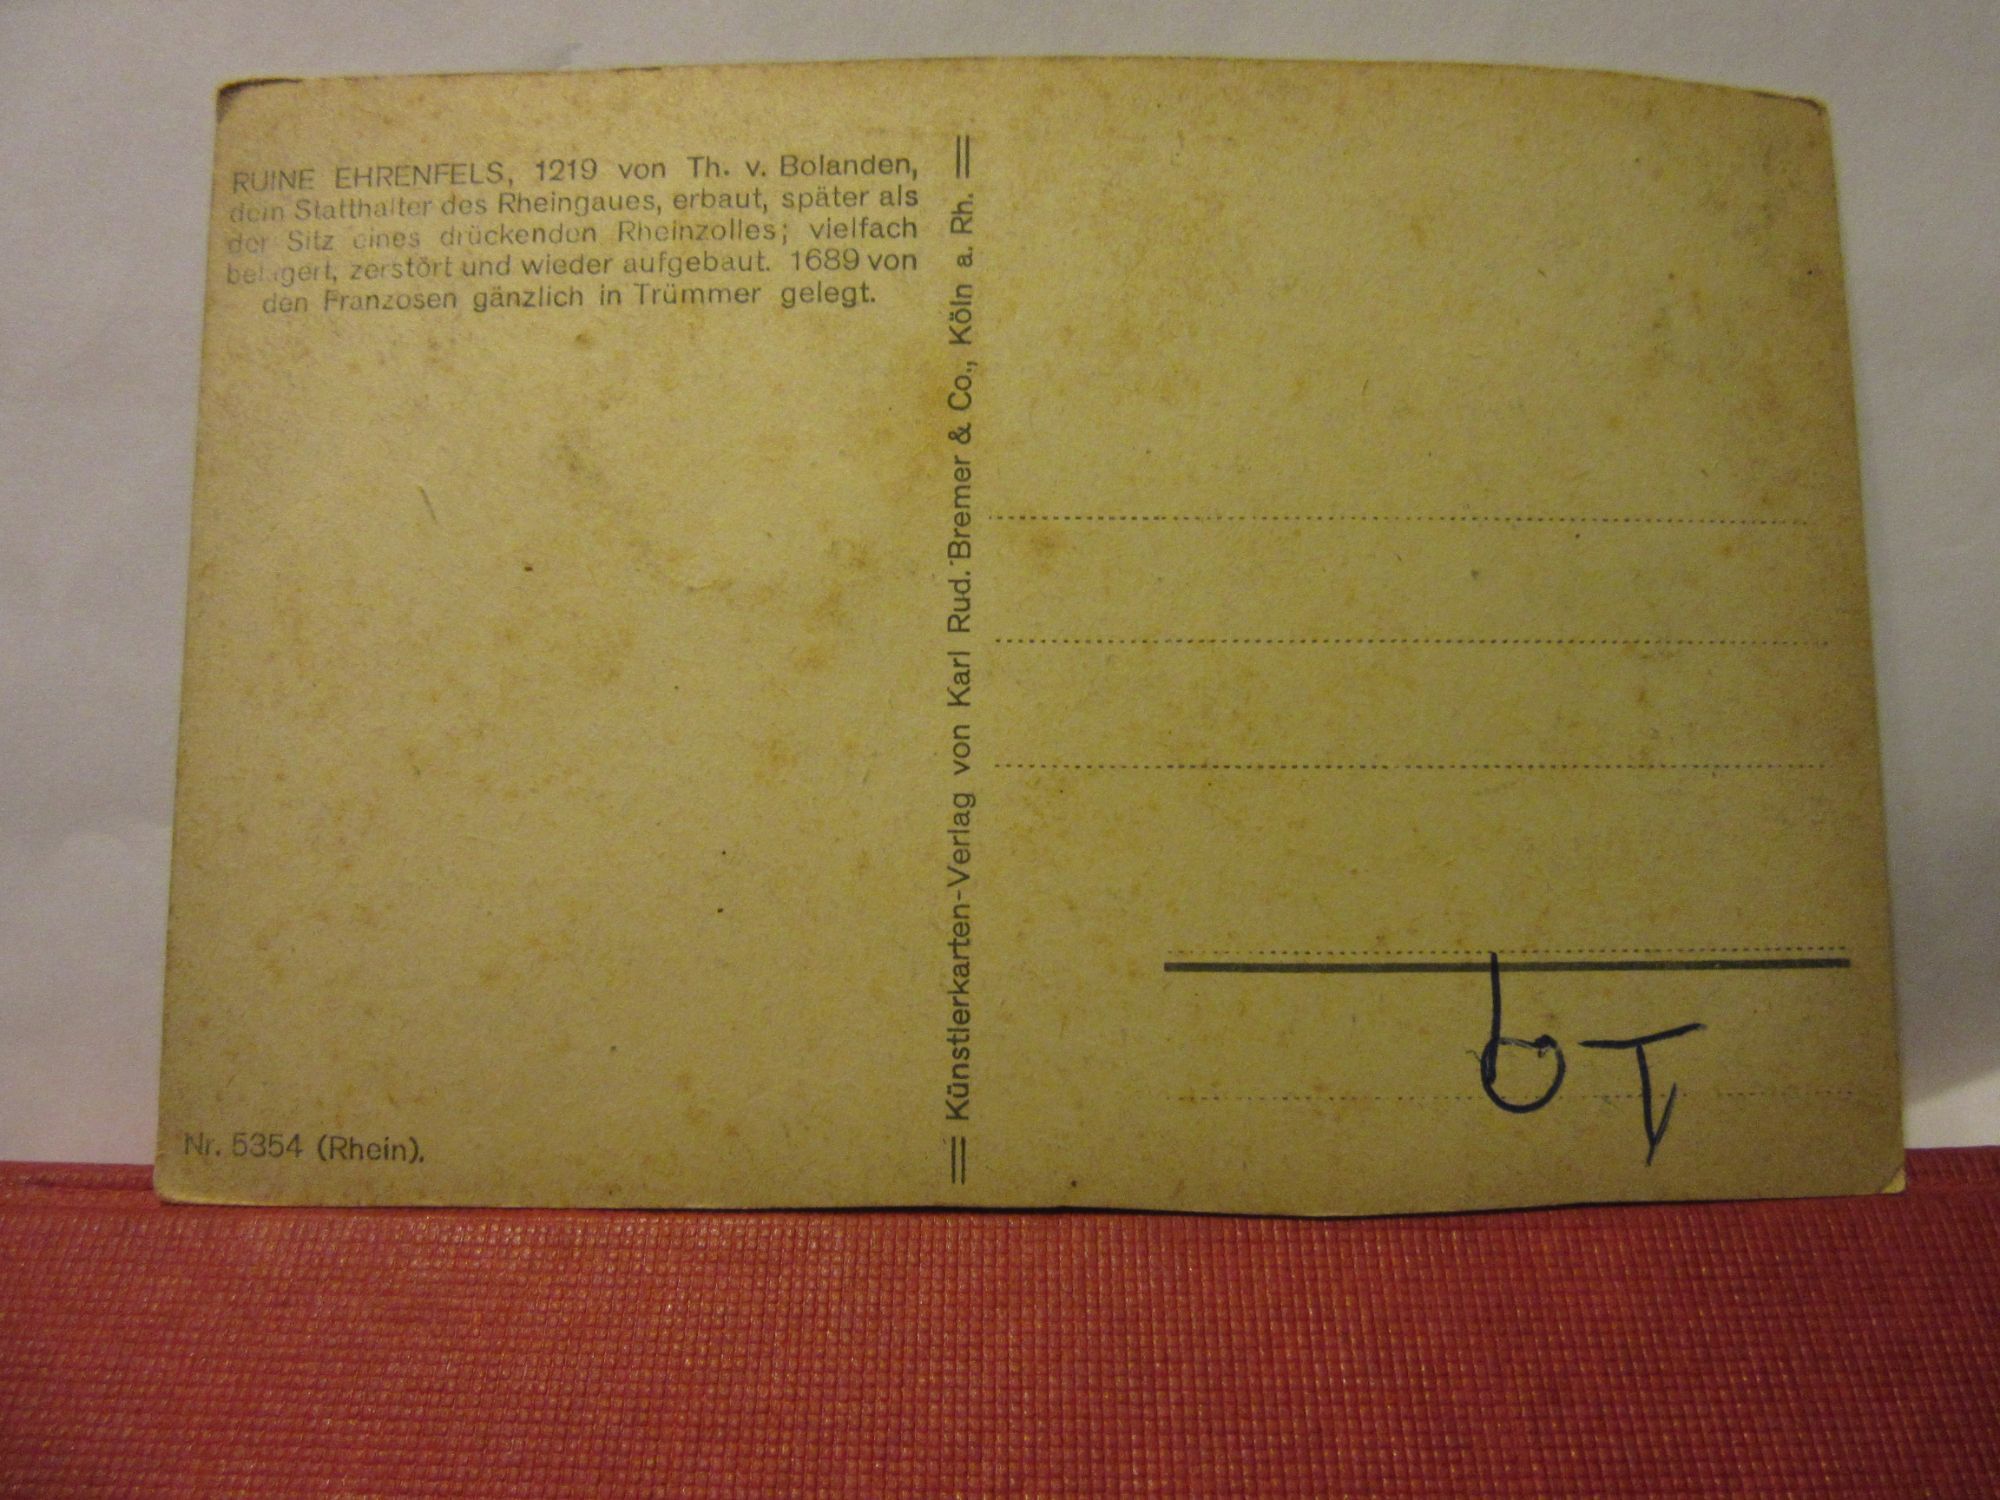 RUINE EHRENFELS, 1219 von Th. v. Bolanden,
dem Statthalter des Rheingaues, erbaut, später als
der Sitz eines drückenden Rheinzolles; vielfach
belagert, zerstört und wieder aufgebaut. 1689 von
den Franzosen gänzlich in Trümmer gelegt.
Nr. 5354 (Rhein).
Künstlerkarten-Verlag von Karl Rud. Bremer & Co., Köln a. Rh.